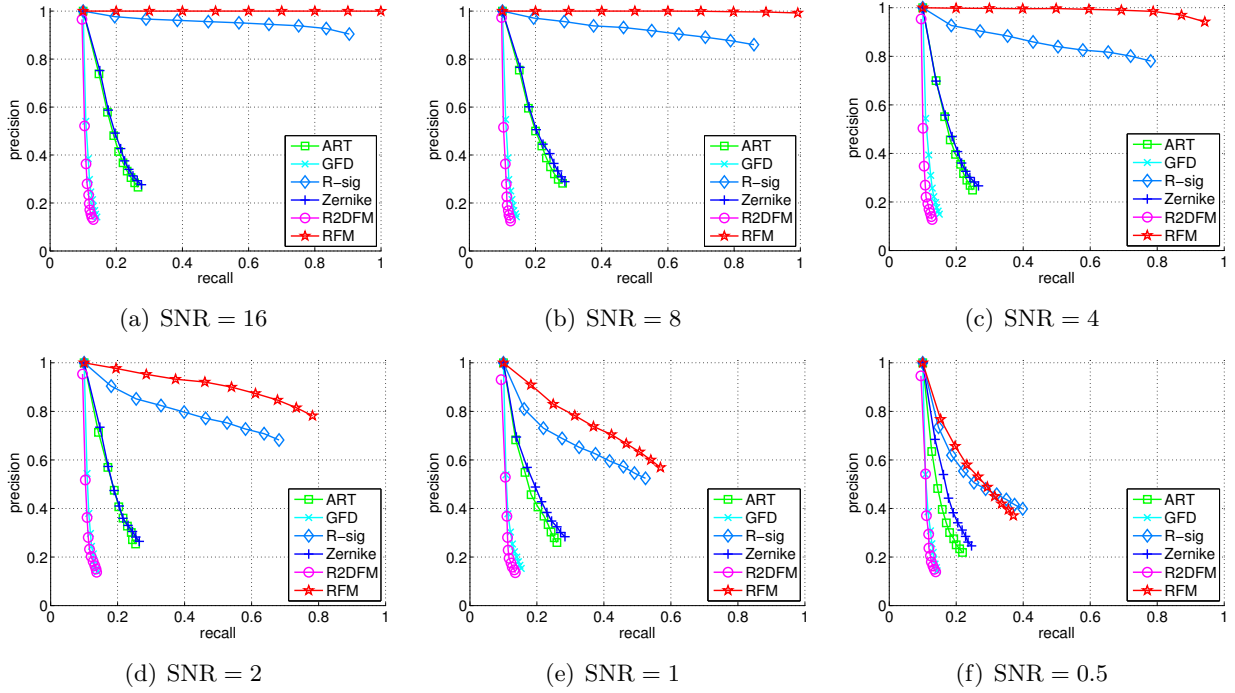 1
0.8
0.6
0.4
0.2
0
precision
0 0.2 0.4 0.6 0.8 1
recall
ART
GFD
R-sig
Zernike
R2DFM
RFM
(a) SNR = 16
1
0.8
0.6
0.4
0.2
0
precision
0 0.2 0.4 0.6 0.8 1
recall
ART
GFD
R-sig
Zernike
R2DFM
RFM
(b) SNR = 8
1
0.8
0.6
0.4
0.2
0
precision
0 0.2 0.4 0.6 0.8 1
recall
ART
GFD
R-sig
Zernike
R2DFM
RFM
(c) SNR = 4
1
0.8
0.6
0.4
0.2
0
precision
0 0.2 0.4 0.6 0.8 1
recall
ART
GFD
R-sig
Zernike
R2DFM
RFM
(d) SNR = 2
1
0.8
0.6
0.4
0.2
0
precision
0 0.2 0.4 0.6 0.8 1
recall
ART
GFD
R-sig
Zernike
R2DFM
RFM
(e) SNR = 1
1
0.8
0.6
0.4
0.2
0
precision
0 0.2 0.4 0.6 0.8 1
recall
ART
GFD
R-sig
Zernike
R2DFM
RFM
(f) SNR = 0.5